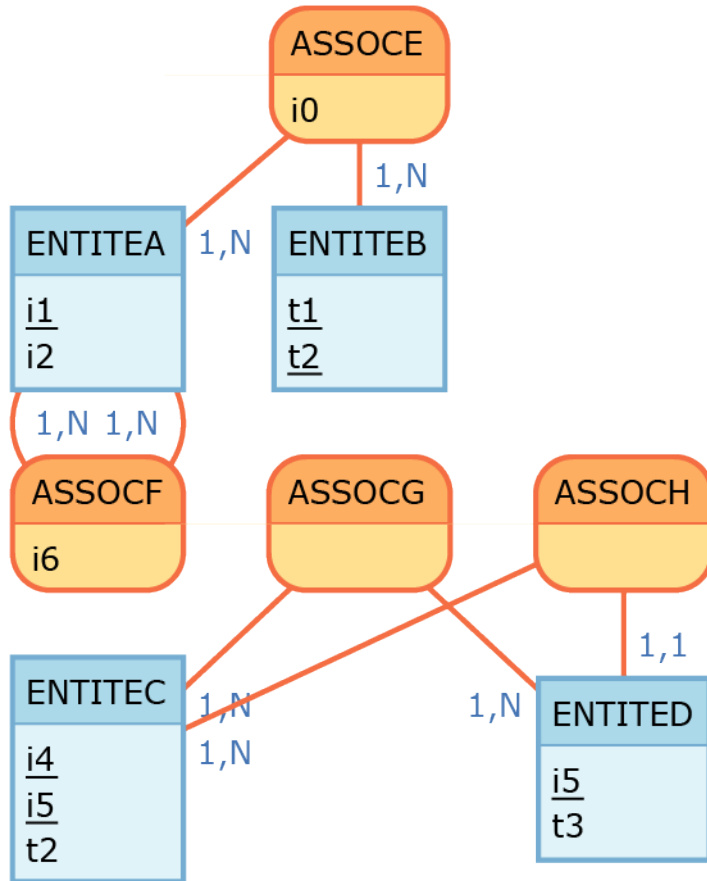 ASSOCE
i0
1,N
ENTITEA
1,N
ENTITEB
i1
i2
t1
t2
1,N 1,N
ASSOCF
ASSOCG
ASSOCH
i6
1,1
ENTITEC
1,N
1,N
ENTITED
1,N
i4
i5
t2
i5
t3